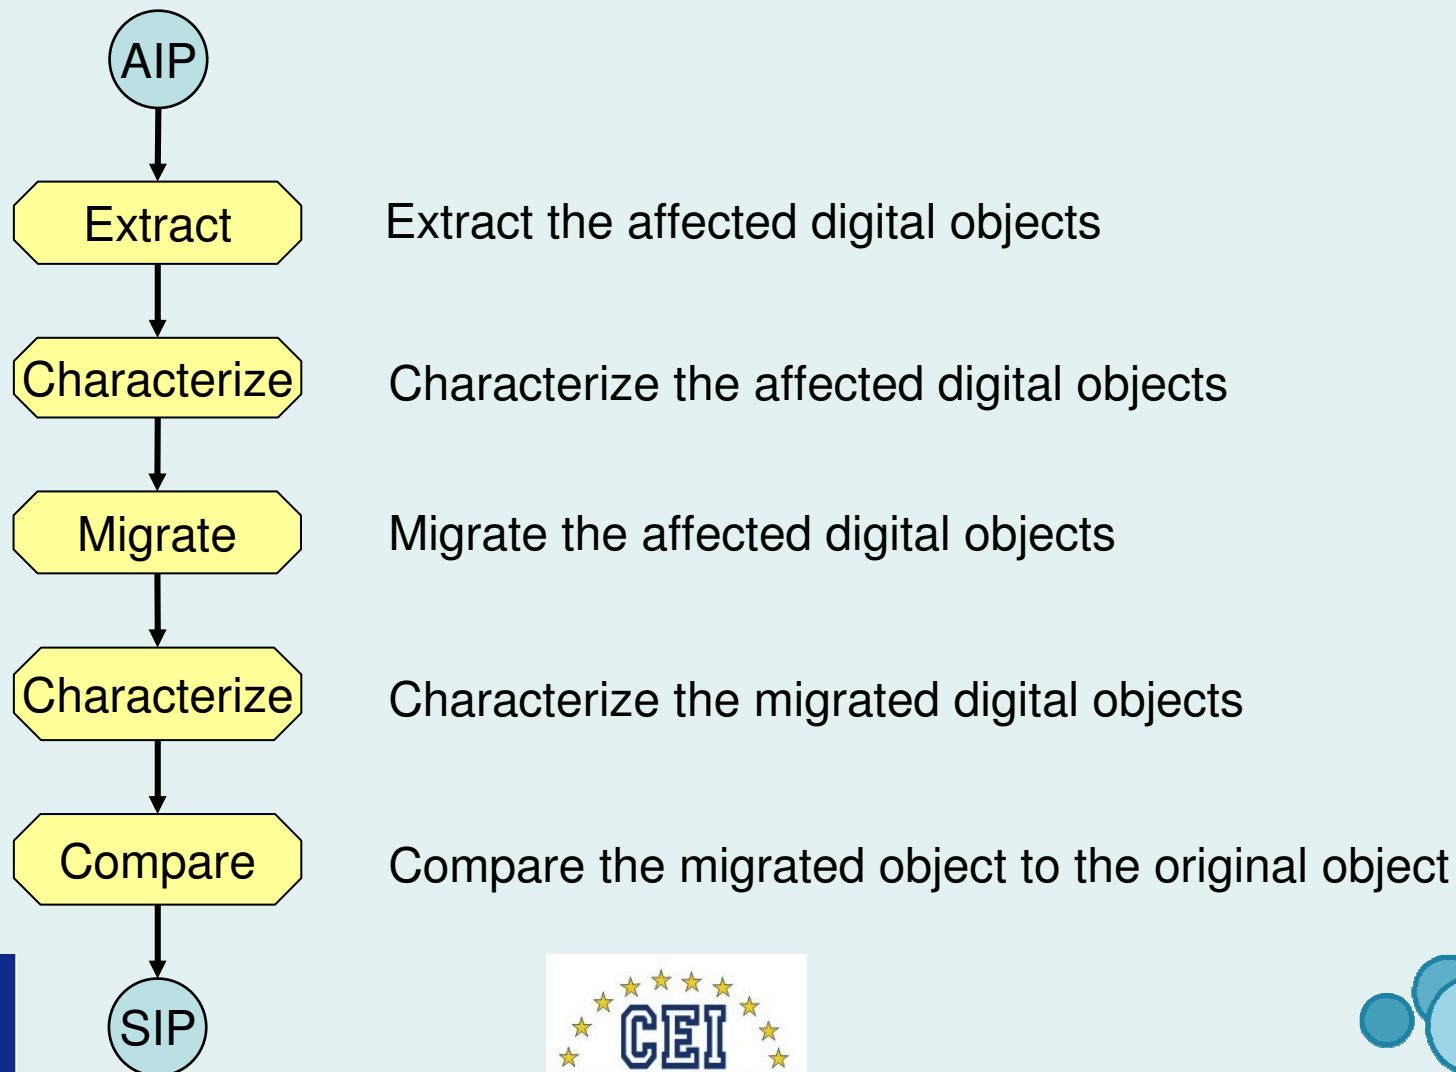 AIP
Extract
Extract the affected digital objects
Characterize
Characterize the affected digital objects
Migrate
Migrate the affected digital objects
Characterize
Characterize the migrated digital objects
Compare
Compare the migrated object to the original object
SIP
CEI